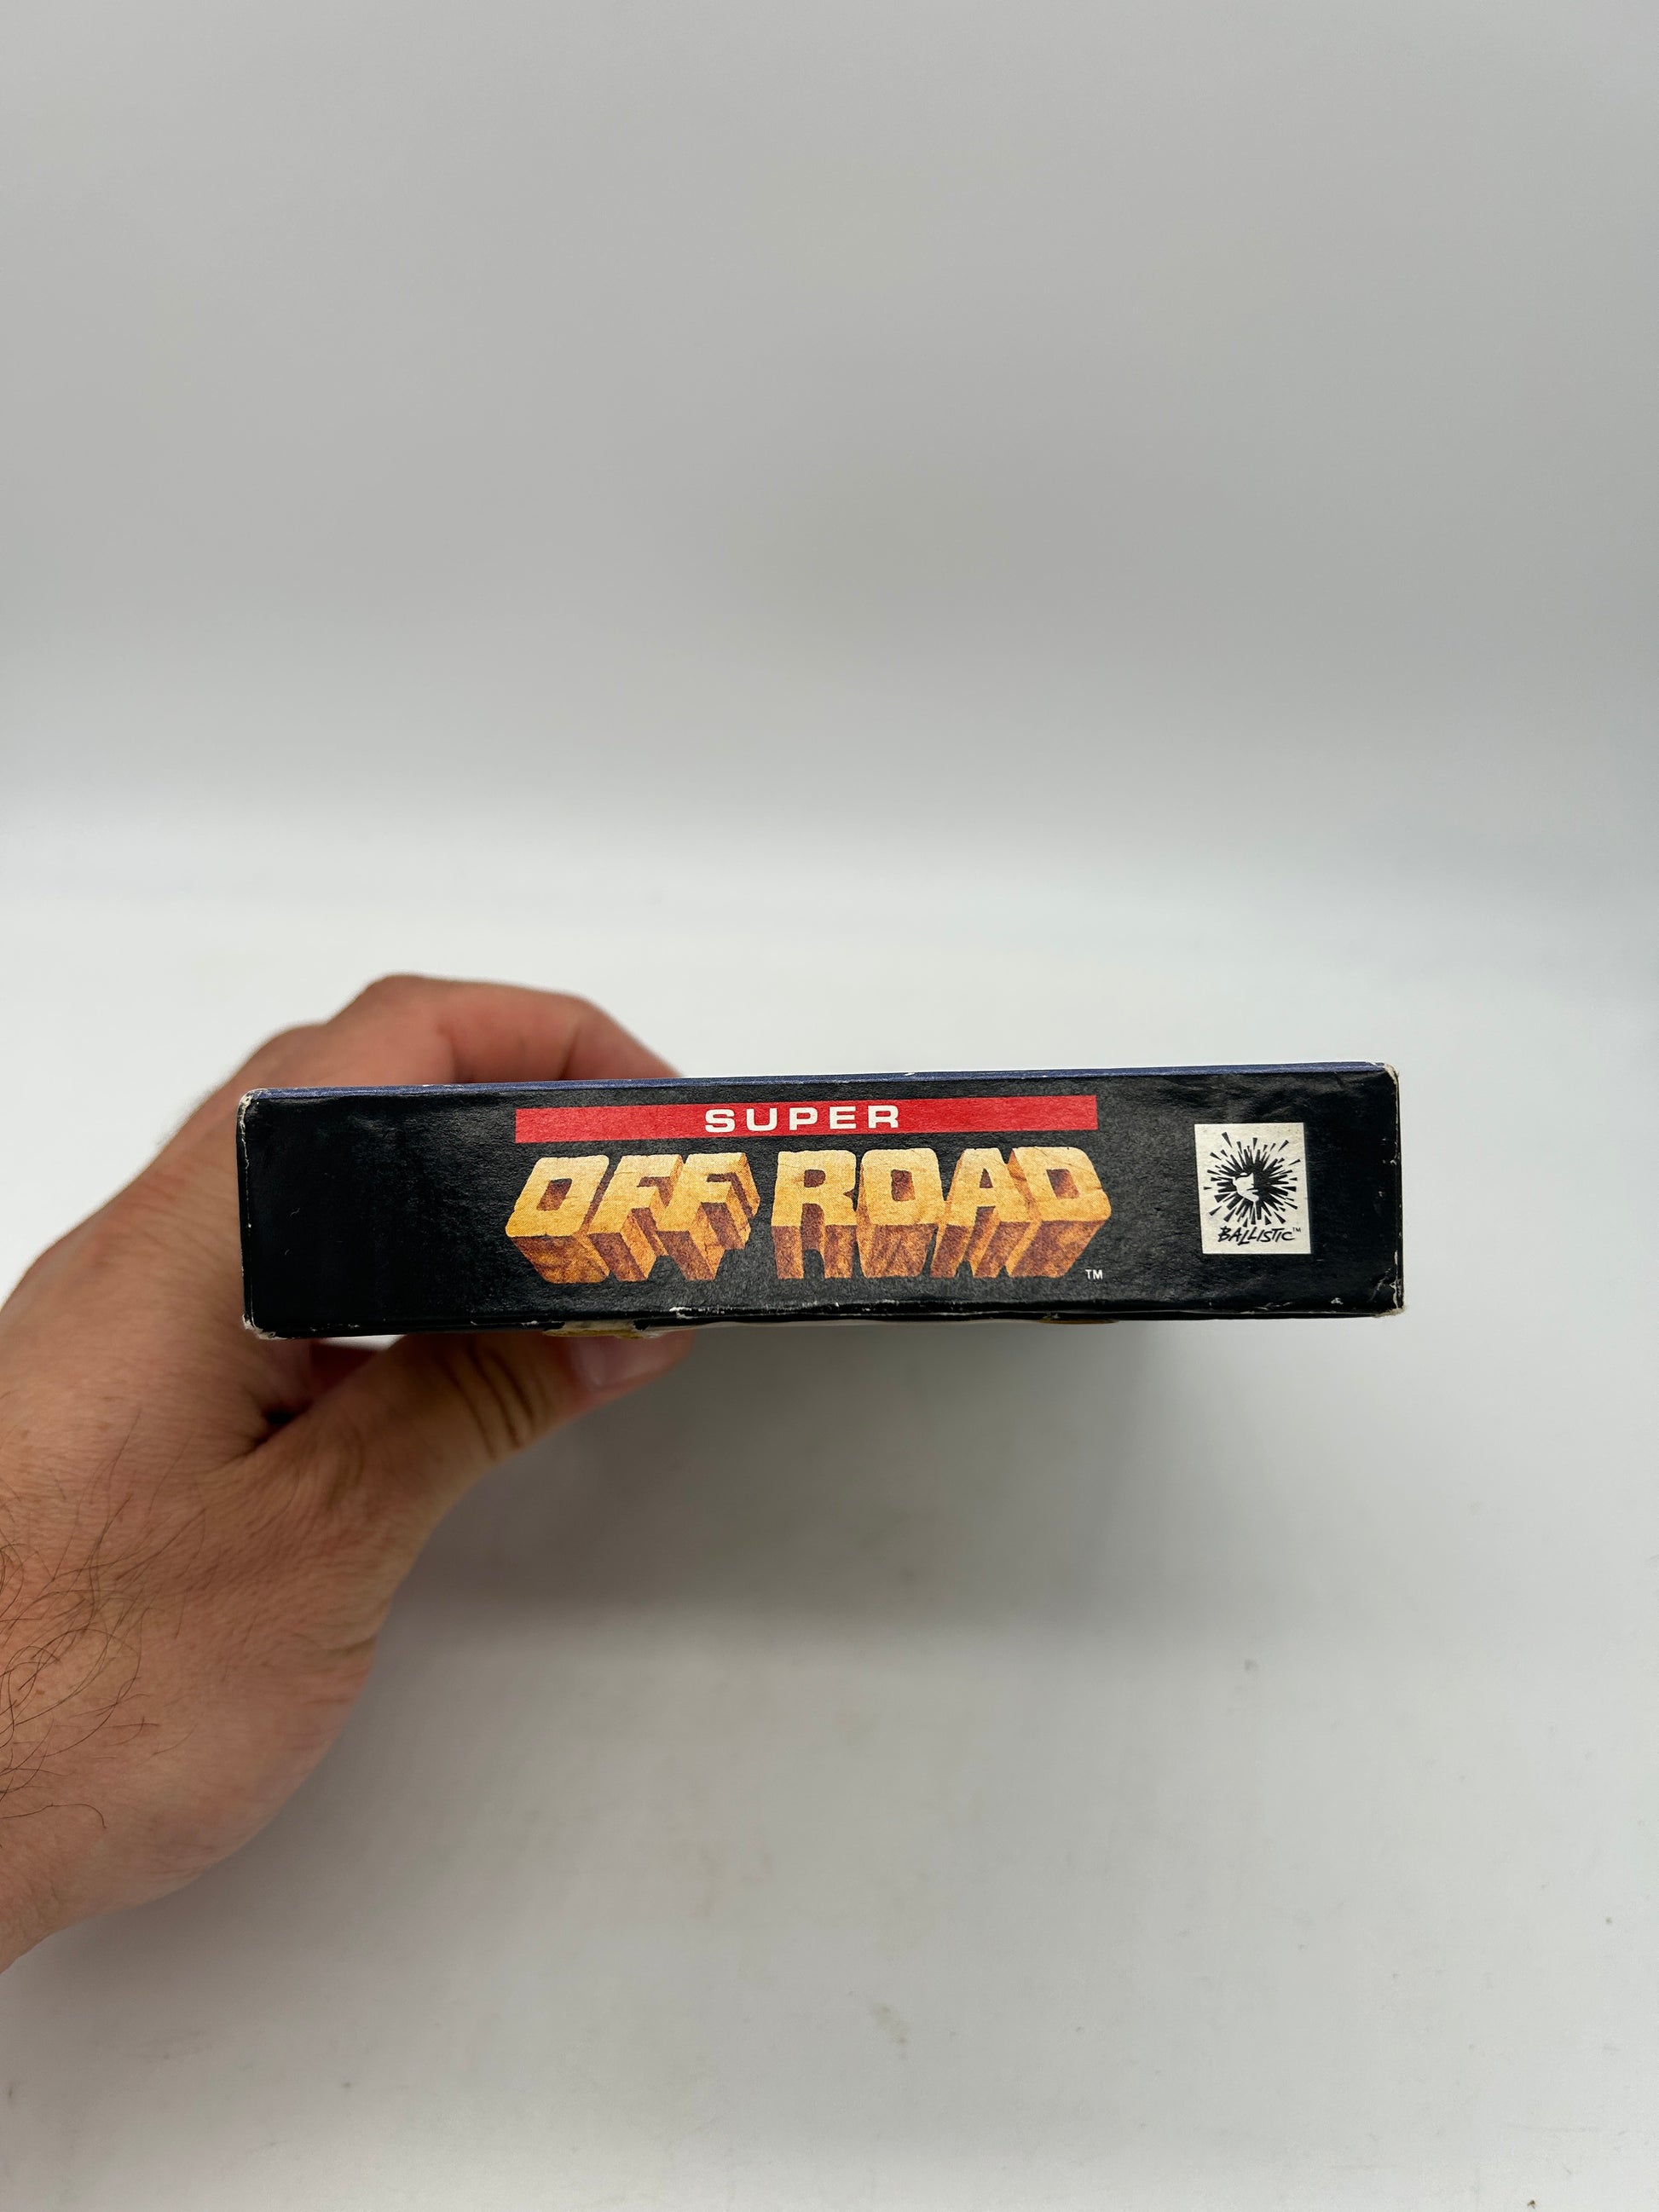 SUPER
OFF ROAD
TM
BALLISTIC™